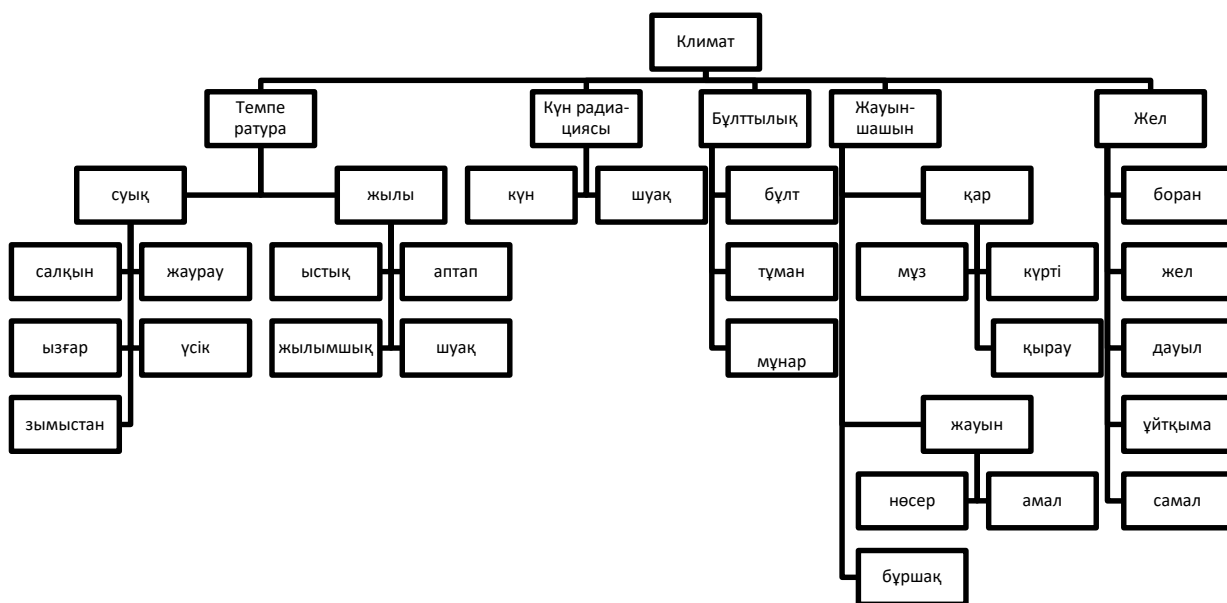 Климат
Темпе
ратура
Күн радиа-
циясы
Бұлттылық
Жауын-
шашын
Жел
суық
жылы
күн
шуақ
бұлт
қар
боран
салқын
жаурау
ыстық
аптап
тұман
мұз
күрті
жел
ызғар
үсік
жылымшық
шуақ
мұнар
қырау
дауыл
зымыстан
жауын
ұйтқыма
нөсер
амал
самал
бұршақ